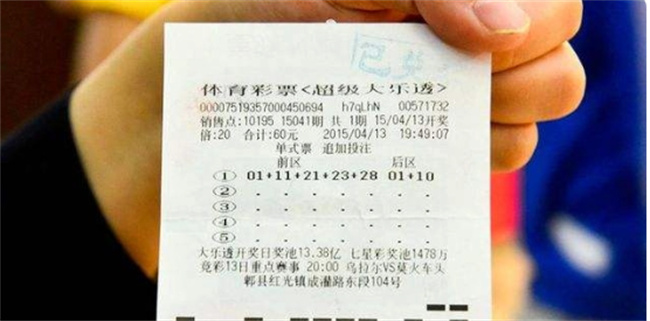 已兑
体育彩票<超级大乐透>
00007519357000450694 h7qLhN 00571732
销售点:10195 15041期 共 1期 15/04/13开奖
倍:20 合计:60元 2015/04/13 19:49:07
单式票 追加投注
前区 后区
① 01+11+21+23+28 01+10
② - - - - - - -
③ - - - - - - -
④ - - - - - - -
⑤ - - - - - - -
大乐透开奖日奖池13.38亿 七星彩奖池1478万
竞彩13日重点赛事 20:00 乌拉尔VS莫火车头
郫县红光镇成灌路东段104号